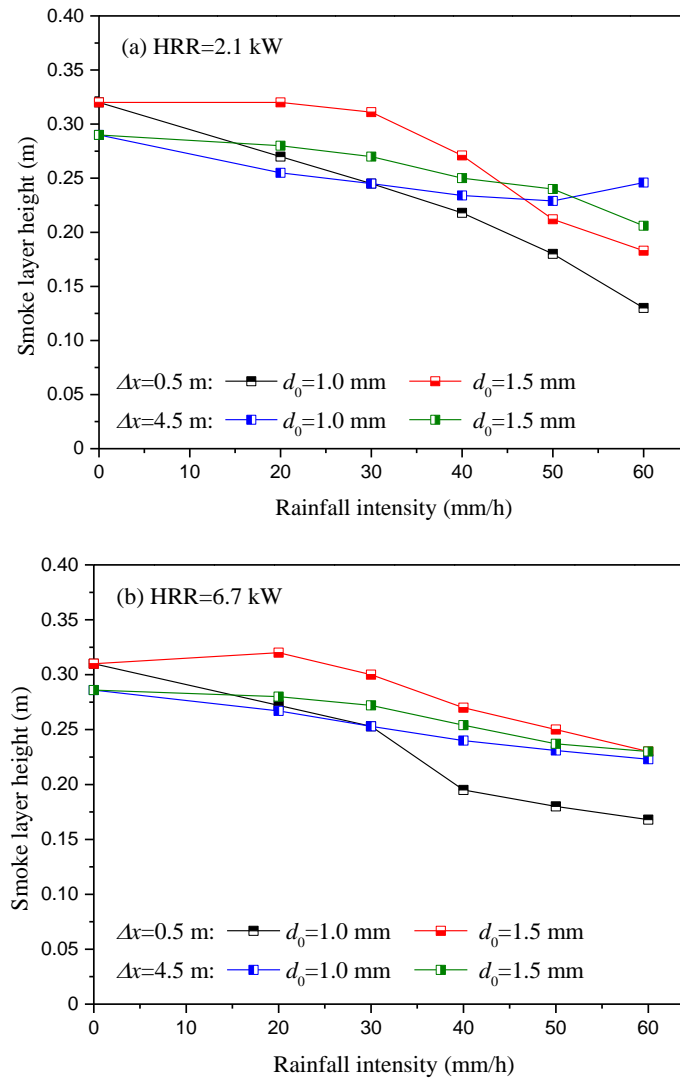 (a) HRR=2.1 kW
Smoke layer height (m)
0.40
0.35
0.30
0.25
0.20
0.15
0.10
0.05
0
Δx=0.5 m: d0=1.0 mm d0=1.5 mm
Δx=4.5 m: d0=1.0 mm d0=1.5 mm
0 10 20 30 40 50 60
Rainfall intensity (mm/h)
(b) HRR=6.7 kW
Smoke layer height (m)
0.40
0.35
0.30
0.25
0.20
0.15
0.10
0.05
0
Δx=0.5 m: d0=1.0 mm d0=1.5 mm
Δx=4.5 m: d0=1.0 mm d0=1.5 mm
0 10 20 30 40 50 60
Rainfall intensity (mm/h)